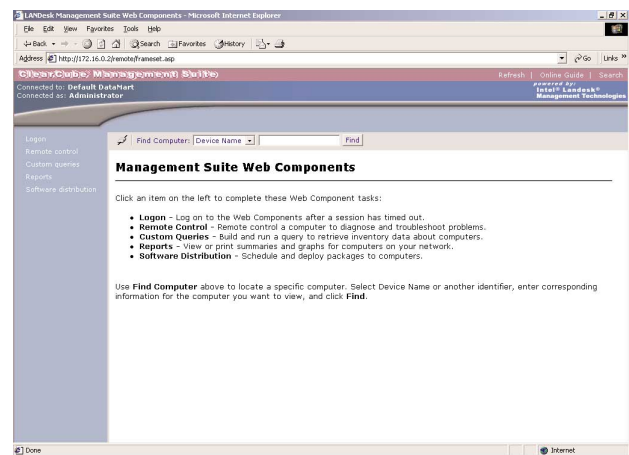 LANDesk Management Suite Web Components - Microsoft Internet Explorer
File Edit View Favorites Tools Help
Back Search Favorites History
Address http://172.16.0.2/remote/frameset.asp Go Links »
ClearCube Management Suite Refresh | Online Guide | Search
Connected to: Default DataMart
Connected as: Administrator
powered by:
Intel® Landesk®
Management Technologies
Logon
Remote control
Custom queries
Reports
Software distribution
Find Computer: Device Name Find
Management Suite Web Components
Click an item on the left to complete these Web Component tasks:
• Logon - Log on to the Web Components after a session has timed out.
• Remote Control - Remote control a computer to diagnose and troubleshoot problems.
• Custom Queries - Build and run a query to retrieve inventory data about computers.
• Reports - View or print summaries and graphs for computers on your network.
• Software Distribution - Schedule and deploy packages to computers.
Use Find Computer above to locate a specific computer. Select Device Name or another identifier, enter corresponding
information for the computer you want to view, and click Find.
Done Internet